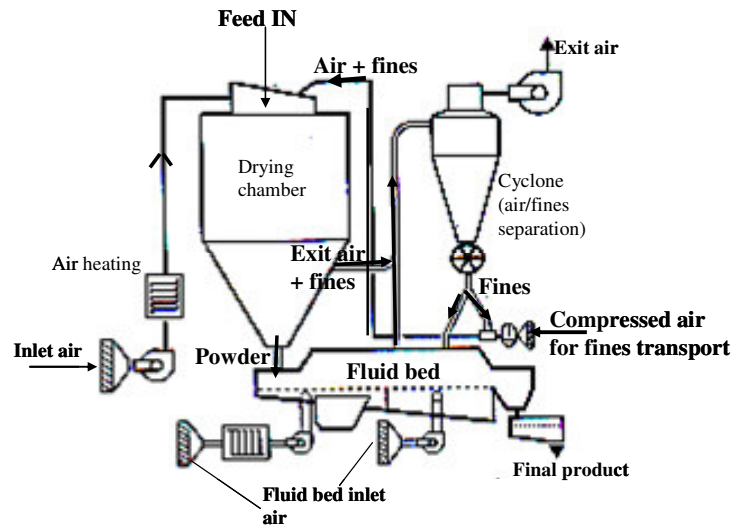 Feed IN
Air + fines
Exit air
Drying
chamber
Cyclone
(air/fines
separation)
Air heating
Exit air
+ fines
Fines
Compressed air
for fines transport
Inlet air
Powder
Fluid bed
Final product
Fluid bed inlet
air